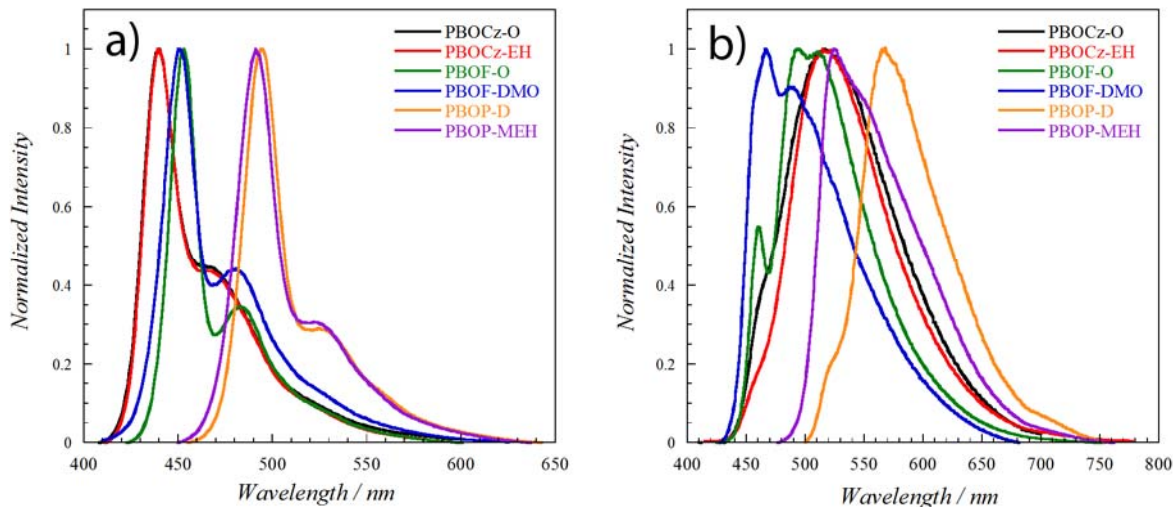 a)
PBOCz-O
PBOCz-EH
PBOF-O
PBOF-DMO
PBOP-D
PBOP-MEH
Normalized Intensity
1
0.8
0.6
0.4
0.2
0
400 450 500 550 600 650
Wavelength / nm
b)
PBOCz-O
PBOCz-EH
PBOF-O
PBOF-DMO
PBOP-D
PBOP-MEH
Normalized Intensity
1
0.8
0.6
0.4
0.2
0
400 450 500 550 600 650 700 750 800
Wavelength / nm